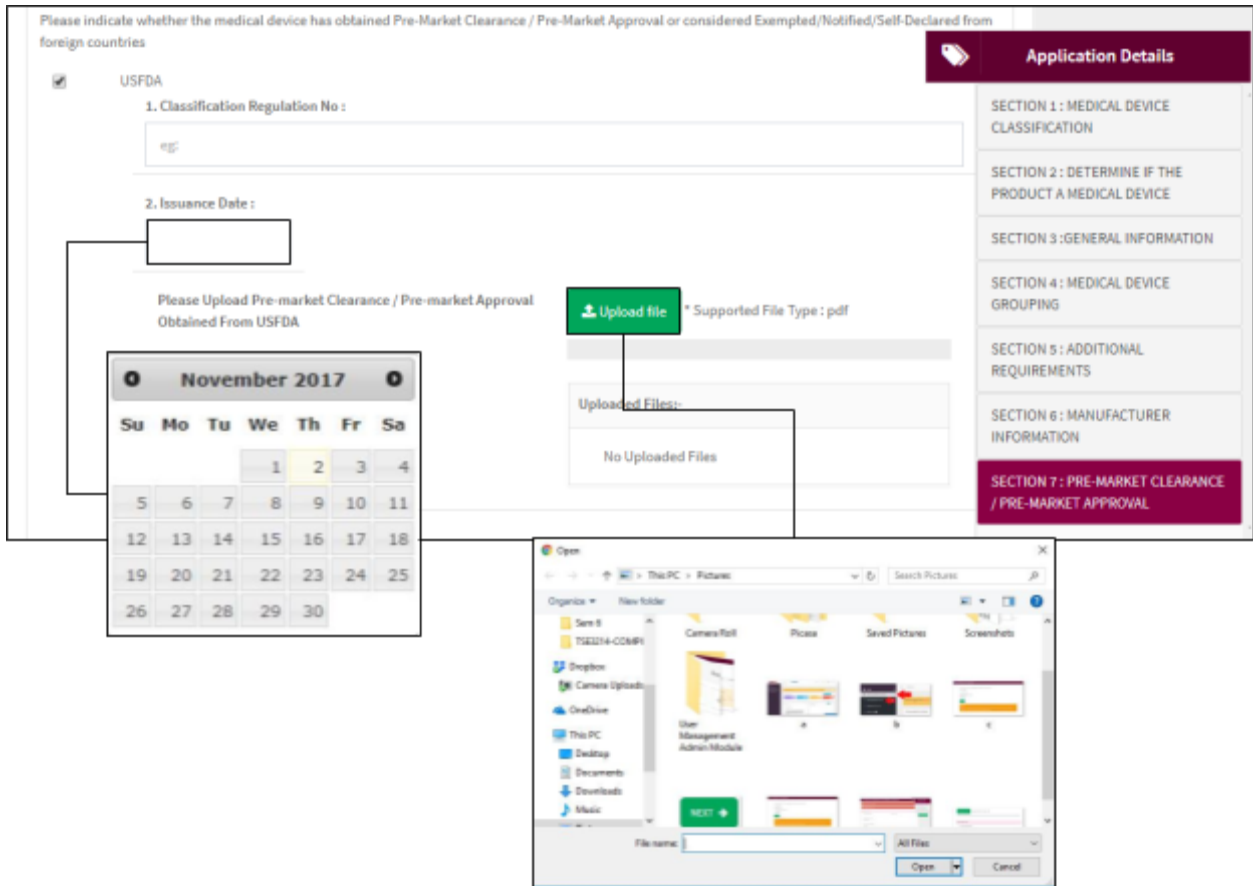 Please indicate whether the medical device has obtained Pre-Market Clearance / Pre-Market Approval or considered Exempted/Notified/Self-Declared from
foreign countries
USFDA
1. Classification Regulation No :
eg:
2. Issuance Date :
Please Upload Pre-market Clearance / Pre-market Approval
Obtained From USFDA
Upload file
* Supported File Type : pdf
Uploaded Files:-
No Uploaded Files
Application Details
SECTION 1 : MEDICAL DEVICE
CLASSIFICATION
SECTION 2 : DETERMINE IF THE
PRODUCT A MEDICAL DEVICE
SECTION 3 :GENERAL INFORMATION
SECTION 4 : MEDICAL DEVICE
GROUPING
SECTION 5 : ADDITIONAL
REQUIREMENTS
SECTION 6 : MANUFACTURER
INFORMATION
SECTION 7 : PRE-MARKET CLEARANCE
/ PRE-MARKET APPROVAL
November 2017
Su Mo Tu We Th Fr Sa
1 2 3 4
5 6 7 8 9 10 11
12 13 14 15 16 17 18
19 20 21 22 23 24 25
26 27 28 29 30
Open
This PC > Pictures
Search Pictures
Organize
New folder
Sem 6
Dropbox
Camera Uploads
OneDrive
This PC
Desktop
Documents
Downloads
Music
Camera Roll
Picasa
Saved Pictures
Screenshots
User
Management
Admin Module
a
b
c
NEXT
File name:
All Files
Open
Cancel